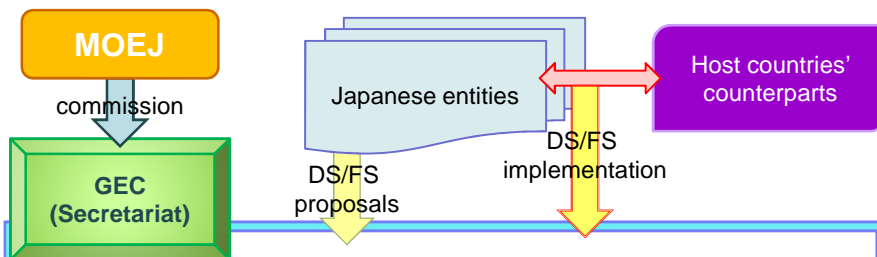 MOEJ
commission
GEC
(Secretariat)
Japanese entities
Host countries’
counterparts
DS/FS
proposals
DS/FS
implementation